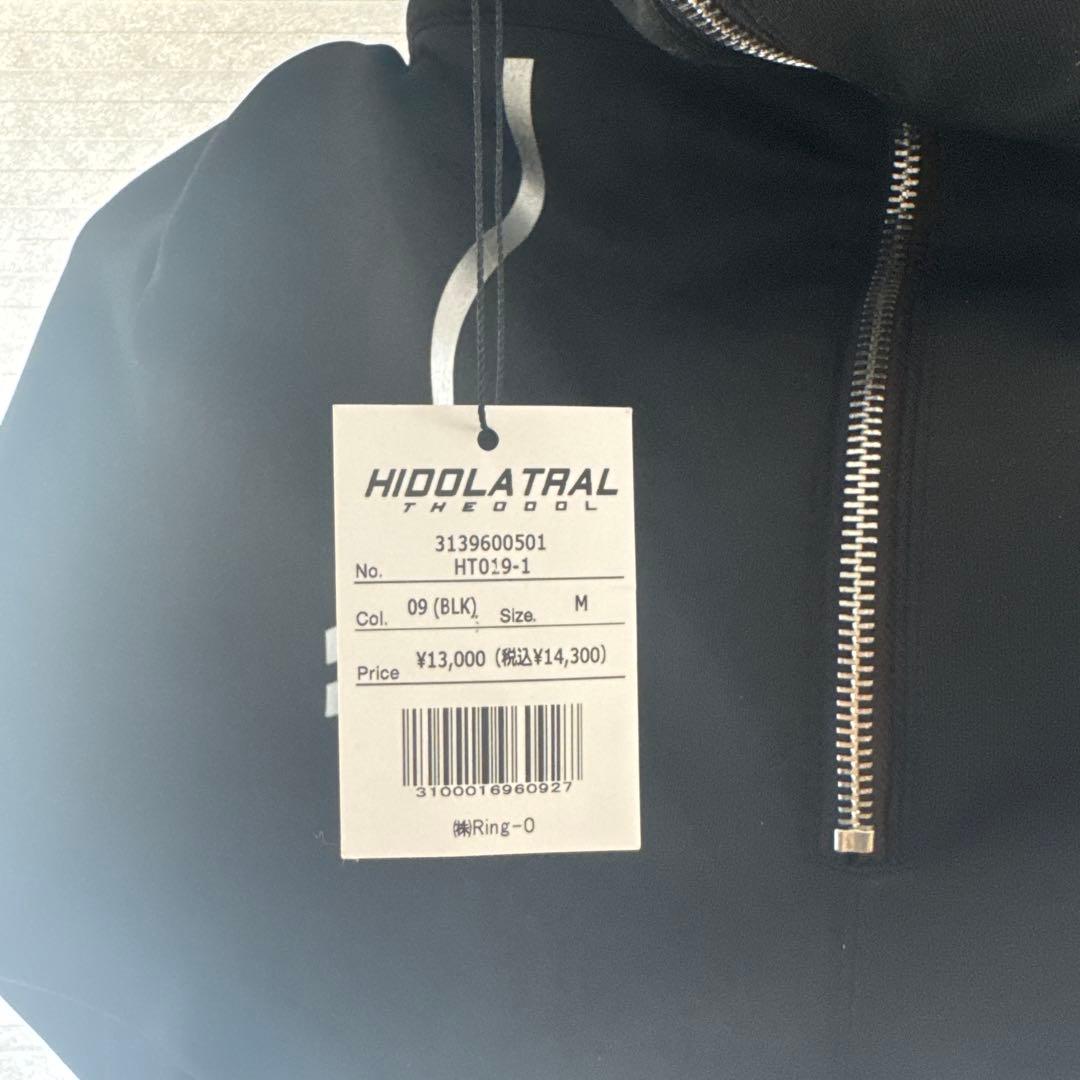 HIDOLATRAL
THEOOOL
3139600501
No. HT019-1
Col. 09 (BLK) Size. M
Price ¥13,000 (税込¥14,300)
3100016960927
㈱Ring-O